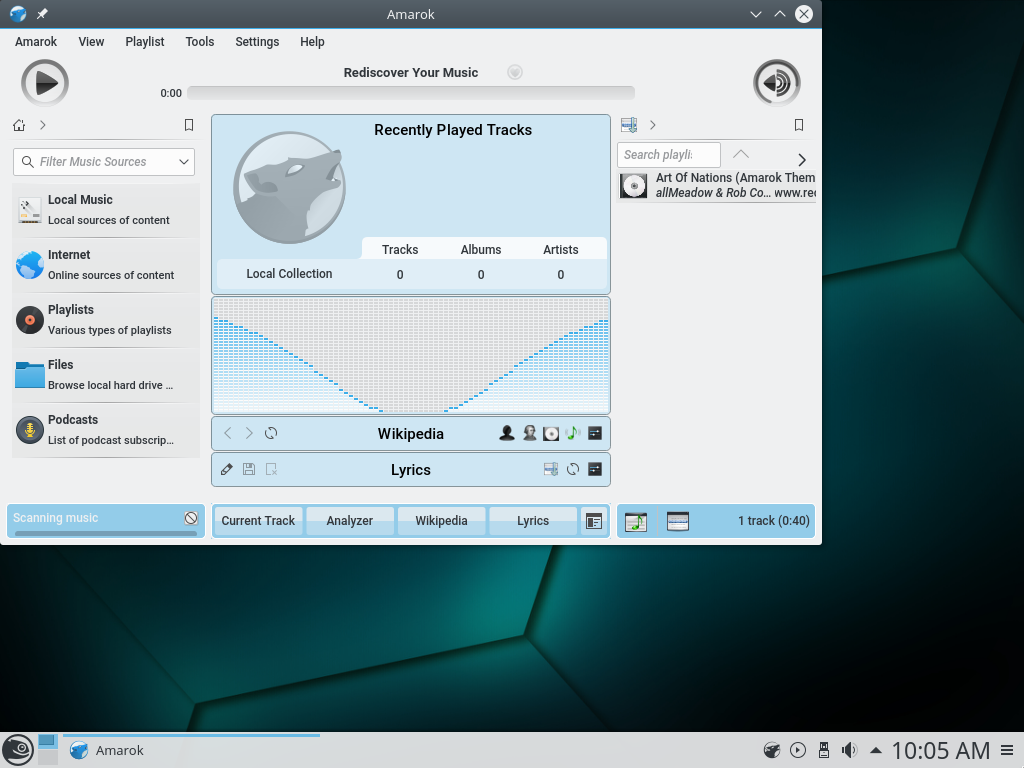 Amarok
Amarok View Playlist Tools Settings Help
Rediscover Your Music
0:00
Filter Music Sources
Local Music
Local sources of content
Internet
Online sources of content
Playlists
Various types of playlists
Files
Browse local hard drive ...
Podcasts
List of podcast subscrip...
Scanning music
Recently Played Tracks
Tracks Albums Artists
Local Collection 0 0 0
Wikipedia
Lyrics
Current Track Analyzer Wikipedia Lyrics
Search playli
Art Of Nations (Amarok Them
allMeadow & Rob Co... www.re
1 track (0:40)
Amarok
10:05 AM